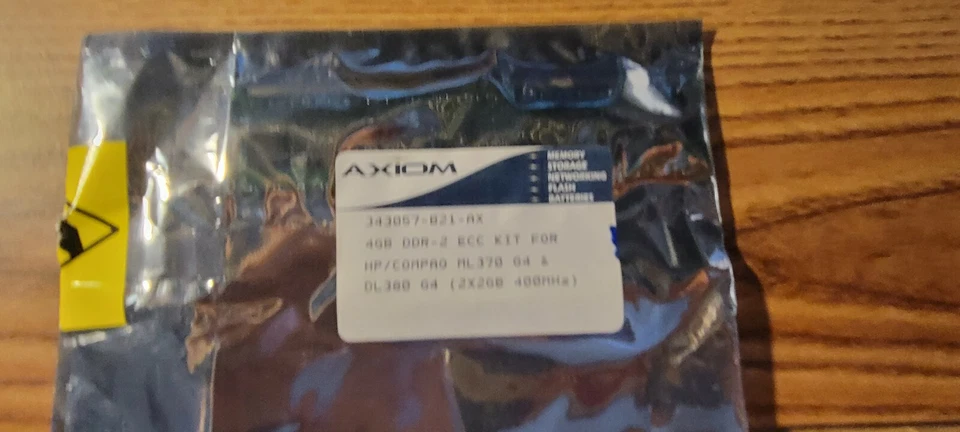 AXIOM
MEMORY
STORAGE
NETWORKING
FLASH
BATTERIES
343057-B21-AX
4GB DDR-2 ECC KIT FOR
HP/COMPAQ ML370 G4 &
DL380 G4 (2X2GB 400MHz)